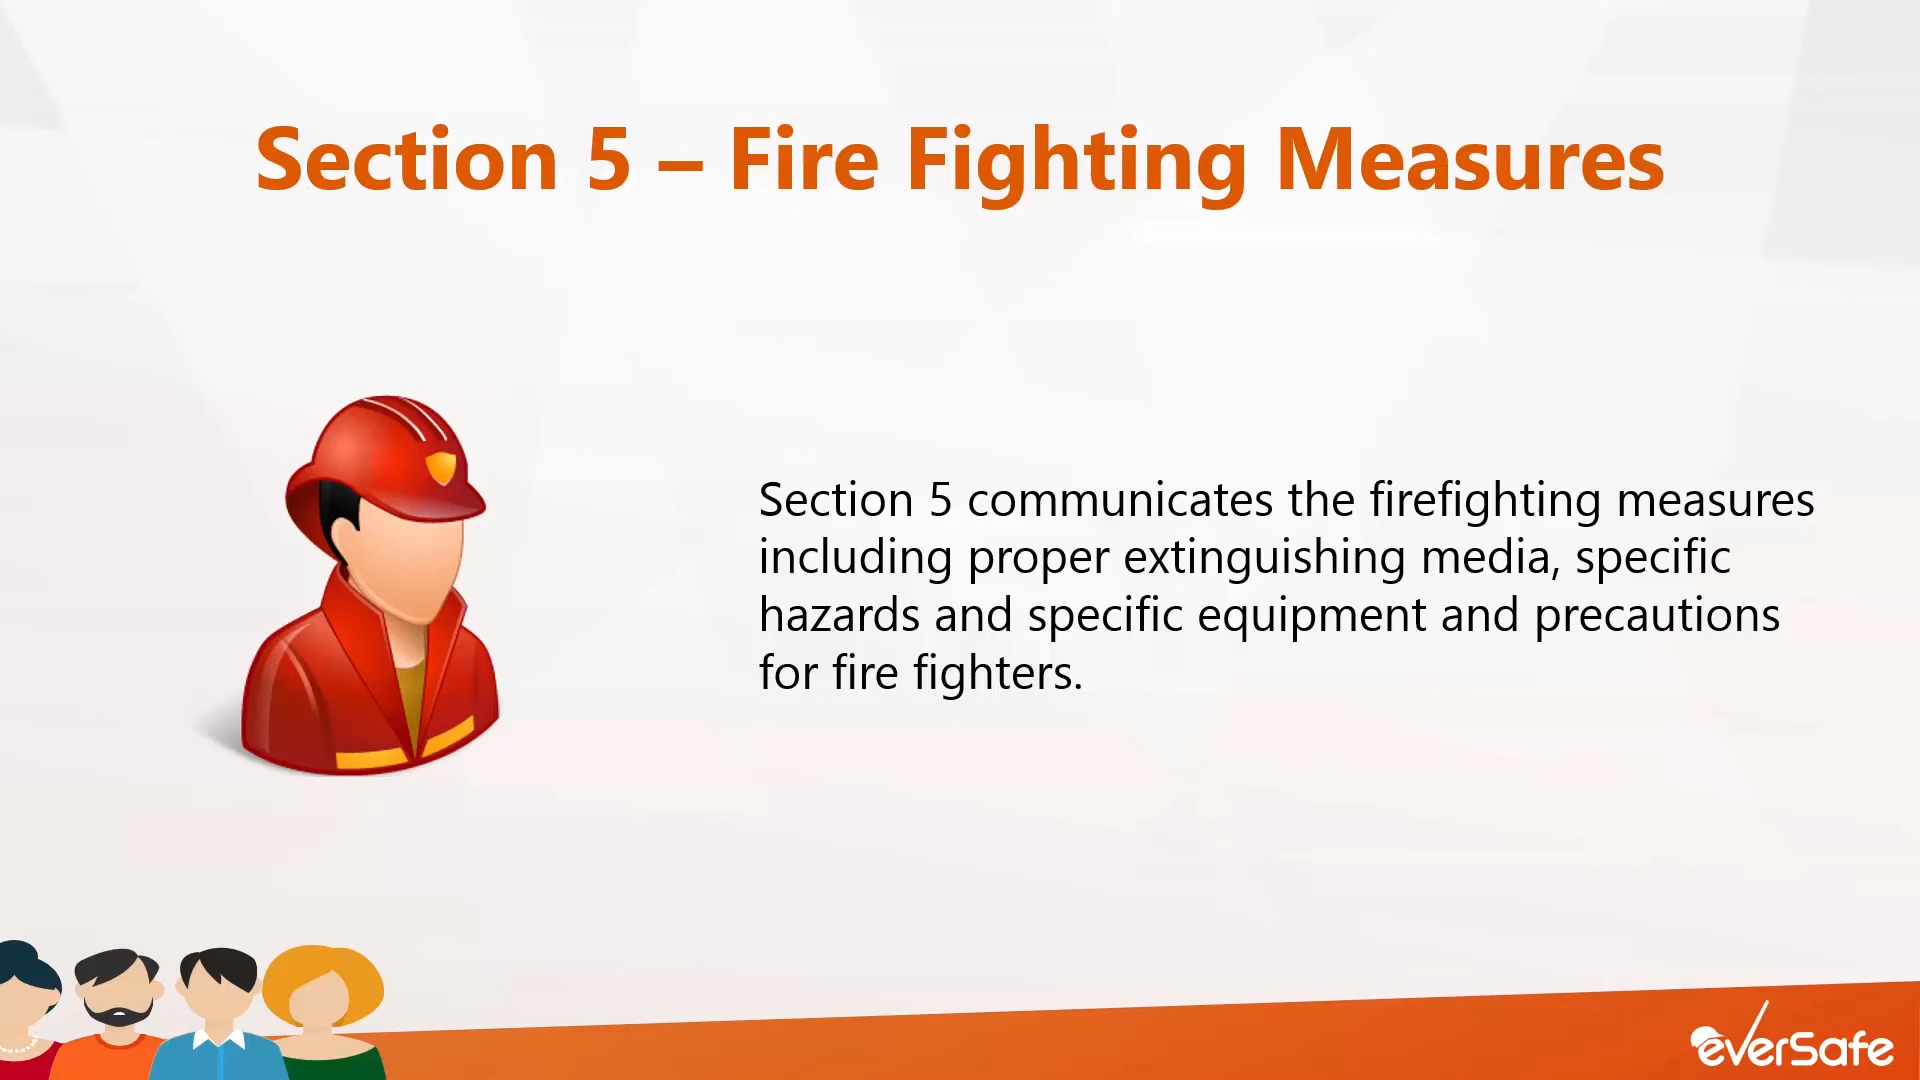 Section 5 – Fire Fighting Measures
Section 5 communicates the firefighting measures
including proper extinguishing media, specific
hazards and specific equipment and precautions
for fire fighters.
everSafe